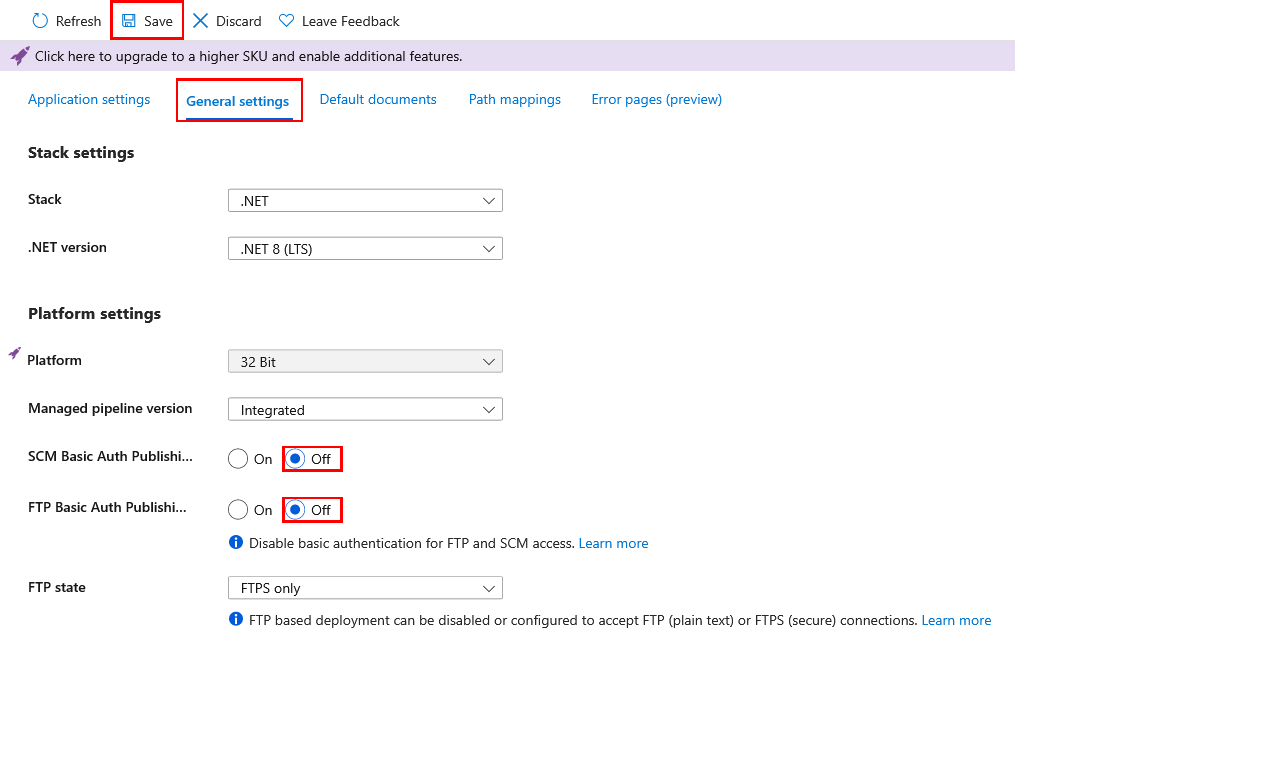 Refresh Save Discard Leave Feedback
Click here to upgrade to a higher SKU and enable additional features.
Application settings General settings Default documents Path mappings Error pages (preview)
Stack settings
Stack .NET
.NET version .NET 8 (LTS)
Platform settings
Platform 32 Bit
Managed pipeline version Integrated
SCM Basic Auth Publishi... On Off
FTP Basic Auth Publishi... On Off
Disable basic authentication for FTP and SCM access. Learn more
FTP state FTPS only
FTP based deployment can be disabled or configured to accept FTP (plain text) or FTPS (secure) connections. Learn more